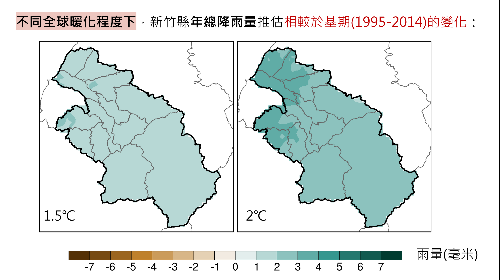 不同全球暖化程度下，新竹縣年總降雨量推估相較於基期(1995-2014)的變化：
1.5℃
2℃
-7 -6 -5 -4 -3 -2 -1 0 1 2 3 4 5 6 7
雨量(毫米)